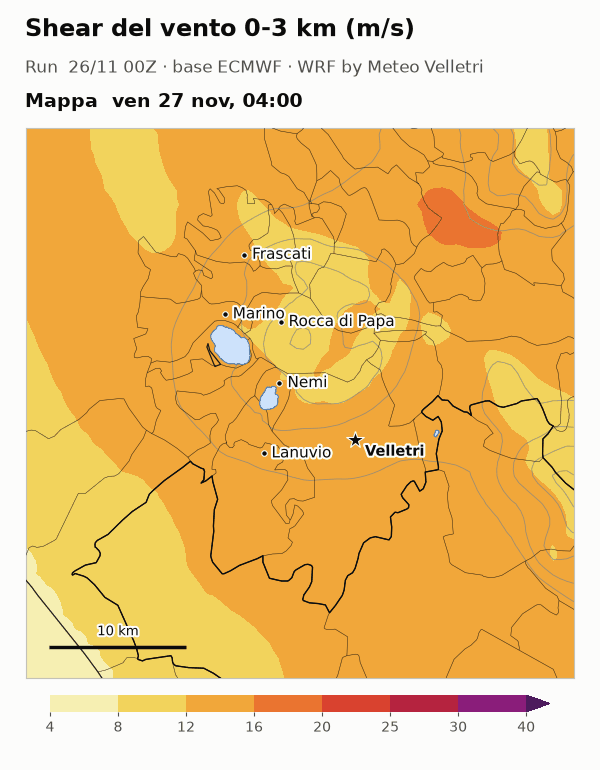 Shear del vento 0-3 km (m/s)
Run  26/11 00Z · base ECMWF · WRF by Meteo Velletri
Mappa  ven 27 nov, 04:00
Frascati
Marino
Rocca di Papa
Nemi
Velletri
Lanuvio
10 km
4 8 12 16 20 25 30 40